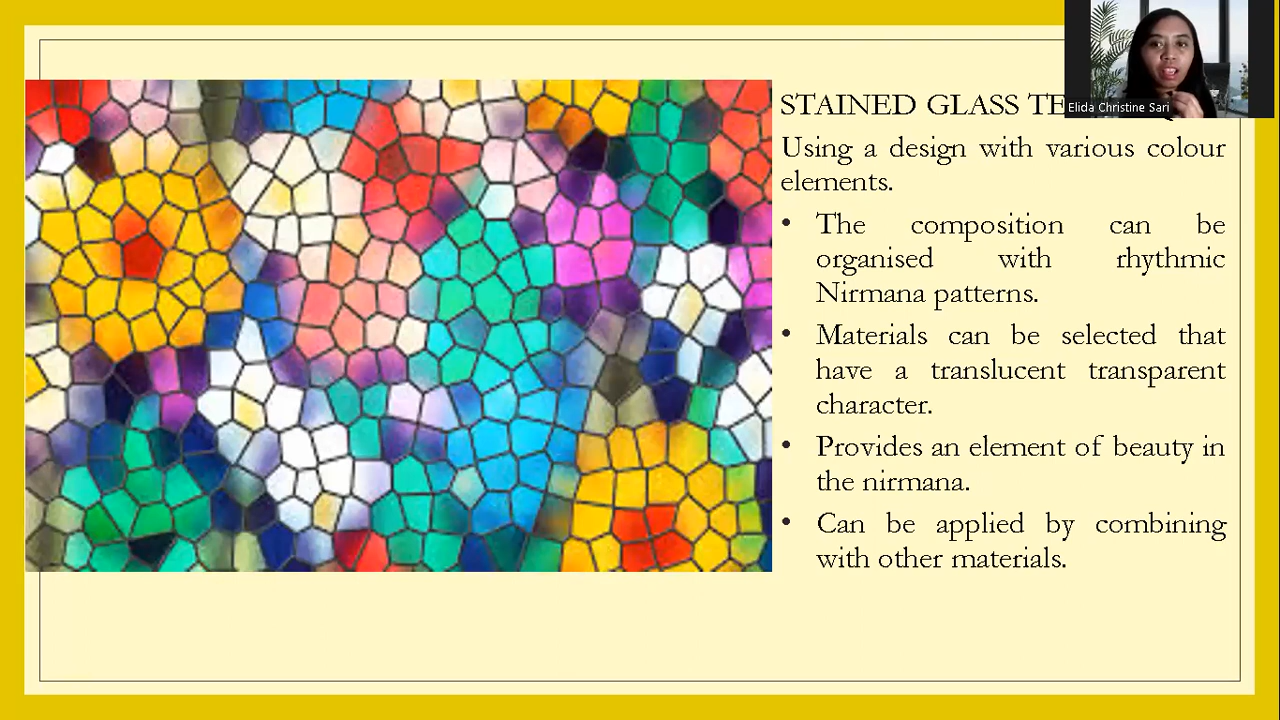 STAINED GLASS
Elida Christine Sari
Using a design with various colour
elements.
• The composition can be
organised with rhythmic
Nirmana patterns.
• Materials can be selected that
have a translucent transparent
character.
• Provides an element of beauty in
the nirmana.
• Can be applied by combining
with other materials.